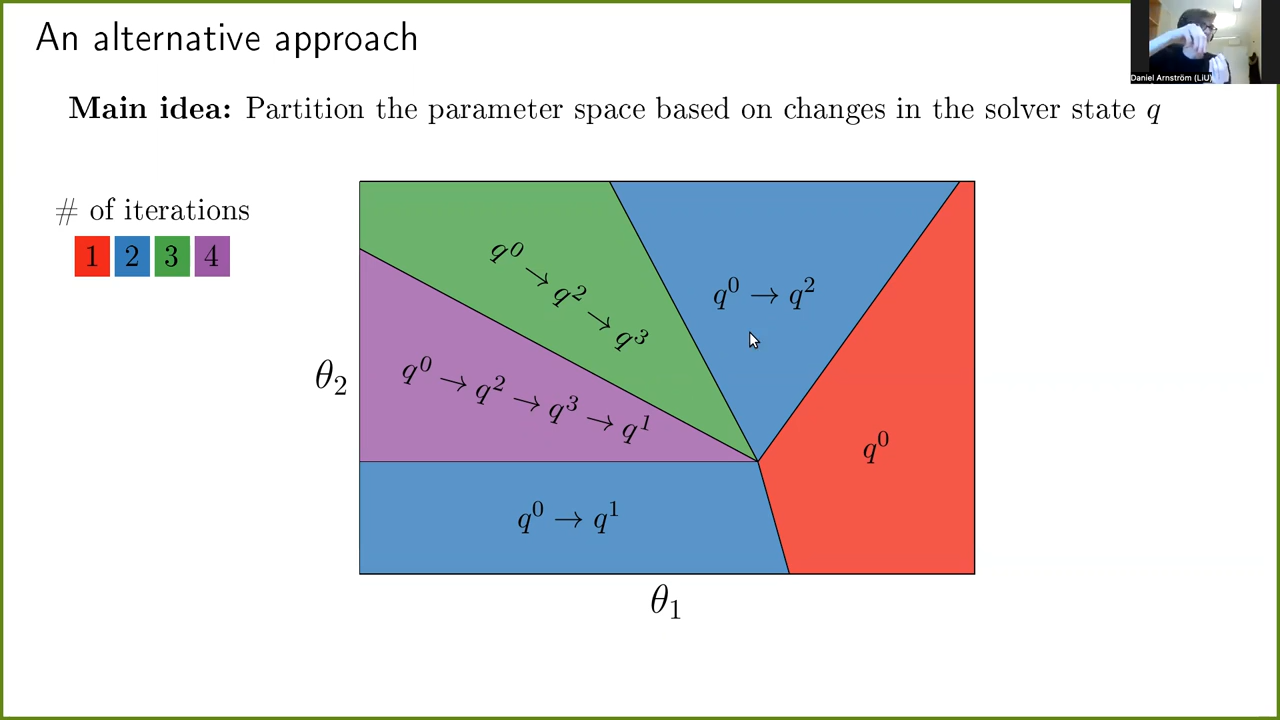 An alternative approach
Daniel Arnström (LiU)
Main idea: Partition the parameter space based on changes in the solver state q
# of iterations
1 2 3 4
q⁰ → q² → q³
q⁰ → q²
θ₂
q⁰ → q² → q³ → q¹
q⁰
q⁰ → q¹
θ₁